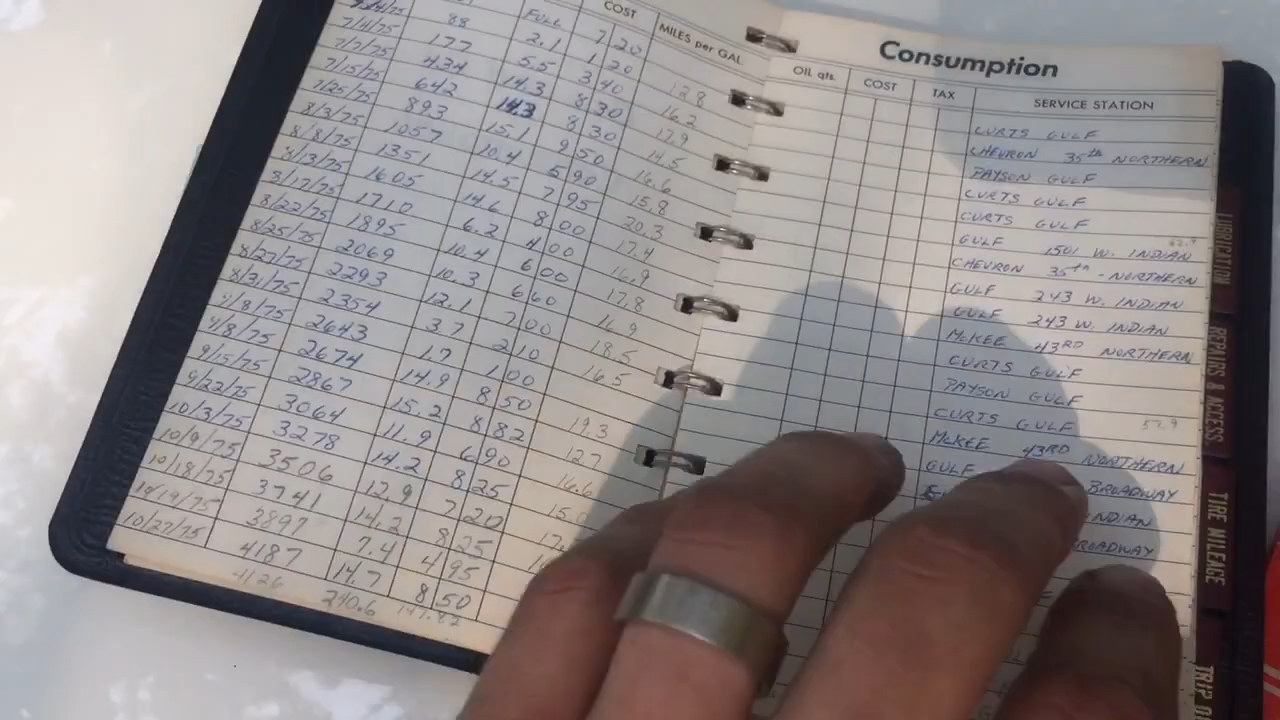 COST MILES per GAL
88 FULL 7 20
7/4/75 177 2.1 1 20 12.8
7/7/75 434 5.5 3 40 16.2
7/15/75 642 14.3 8 30 17.9
7/25/75 893 143 8 30 14.5
8/3/75 1057 15.1 9 50 16.6
8/8/75 1351 10.4 5 90 15.8
8/13/75 1605 14.5 7 95 20.3
8/17/75 1710 14.6 8 00 17.4
8/22/75 1895 6.2 4 00 16.9
8/25/75 2069 10.4 6 00 17.8
8/27/75 2293 10.3 6 60 16.9
8/31/75 2354 12.1 7 00 18.5
9/8/75 2643 3.7 2 10 16.5
9/8/75 2674 1.7 1 00
9/15/75 2867 14.9 8 50 19.3
9/22/75 3064 15.2 8 82 12.7
10/3/75 3278 11.9 6 90 16.6
10/9/75 3506 14.2 8 25 15.0
10/18/75 3741 12.9 7 20
10/19/75 3897 14.2 8 25
10/27/75 4187 7.4 4 95
4126 14.7 8 50
240.6 147.82
Consumption
OIL qts. COST TAX SERVICE STATION
CURTS GULF
CHEVRON 35th NORTHERN
PAYSON GULF
CURTS GULF
CURTS GULF
GULF 1501 W. INDIAN
CHEVRON 35th - NORTHERN
GULF 243 W. INDIAN
GULF 243 W. INDIAN
McKEE 43RD NORTHERN
CURTS GULF
PAYSON GULF
CURTS GULF 52.9
McKEE 43RD NORTHERN
GULF BROADWAY
INDIAN
BROADWAY
LUBRICATION
REPAIRS & ACCESS.
TIRE MILEAGE
TRIP